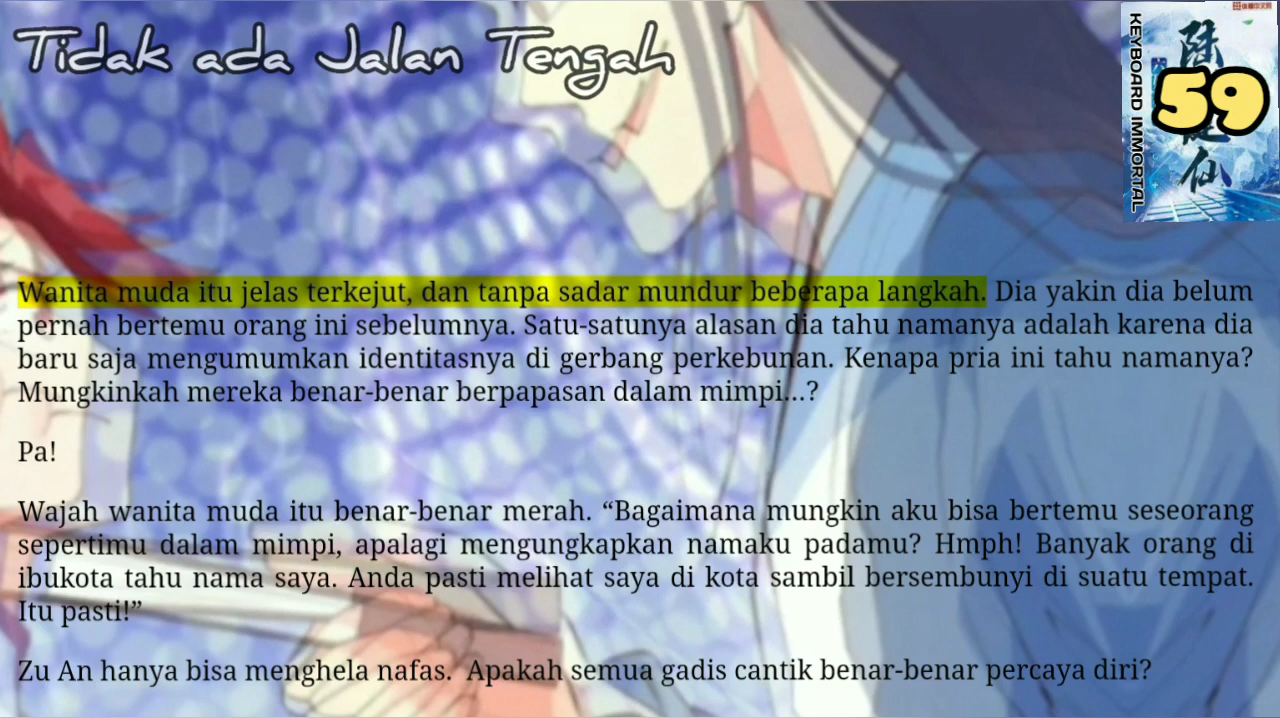 Tidak ada Jalan Tengah
KEYBOARD IMMORTAL
59
Wanita muda itu jelas terkejut, dan tanpa sadar mundur beberapa langkah. Dia yakin dia belum
pernah bertemu orang ini sebelumnya. Satu-satunya alasan dia tahu namanya adalah karena dia
baru saja mengumumkan identitasnya di gerbang perkebunan. Kenapa pria ini tahu namanya?
Mungkinkah mereka benar-benar berpapasan dalam mimpi...?
Pa!
Wajah wanita muda itu benar-benar merah. “Bagaimana mungkin aku bisa bertemu seseorang
sepertimu dalam mimpi, apalagi mengungkapkan namaku padamu? Hmph! Banyak orang di
ibukota tahu nama saya. Anda pasti melihat saya di kota sambil bersembunyi di suatu tempat.
Itu pasti!”
Zu An hanya bisa menghela nafas.  Apakah semua gadis cantik benar-benar percaya diri?